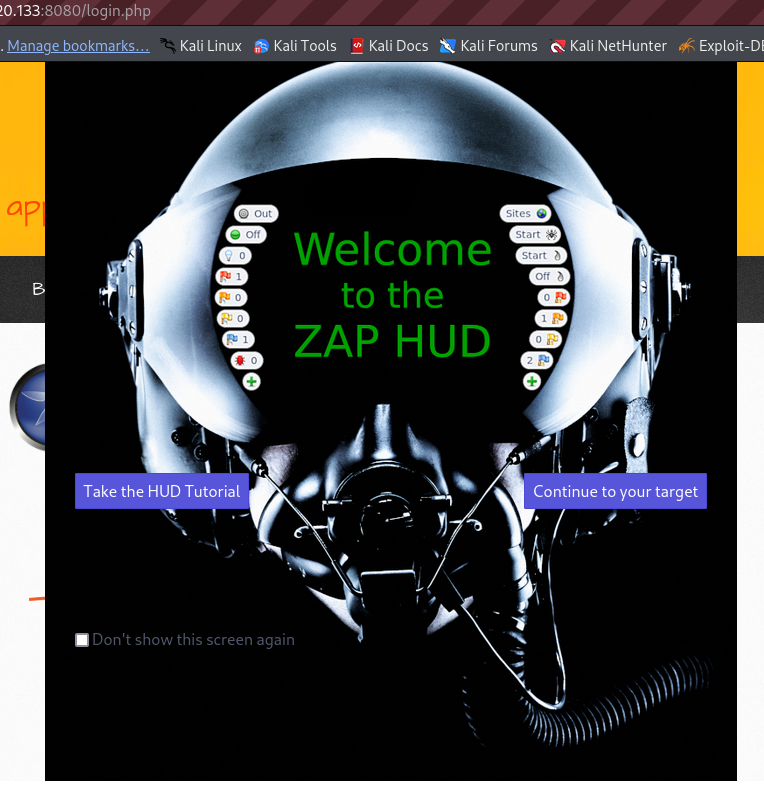 20.133:8080/login.php
. Manage bookmarks... Kali Linux Kali Tools Kali Docs Kali Forums Kali NetHunter Exploit-DB
app
B
Out Sites
Off Start
0 Start
1 Off
0 0
0 1
1 0
0 2
Welcome
to the
ZAP HUD
Take the HUD Tutorial Continue to your target
Don't show this screen again